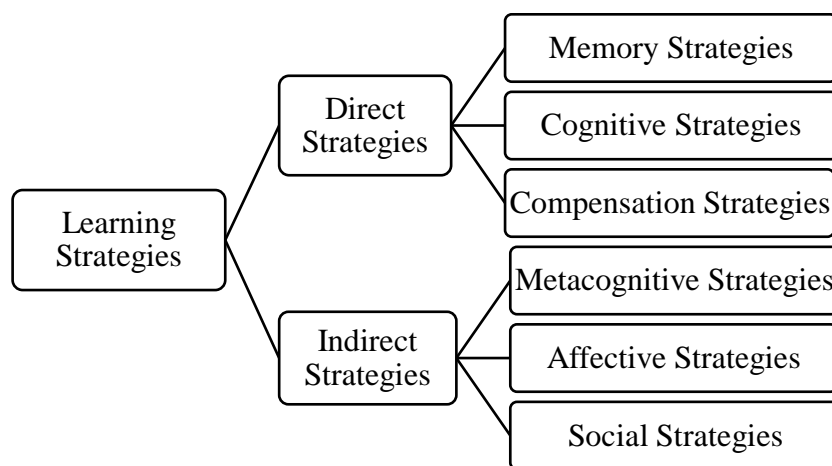 Learning
Strategies
Direct
Strategies
Memory Strategies
Cognitive Strategies
Compensation Strategies
Indirect
Strategies
Metacognitive Strategies
Affective Strategies
Social Strategies